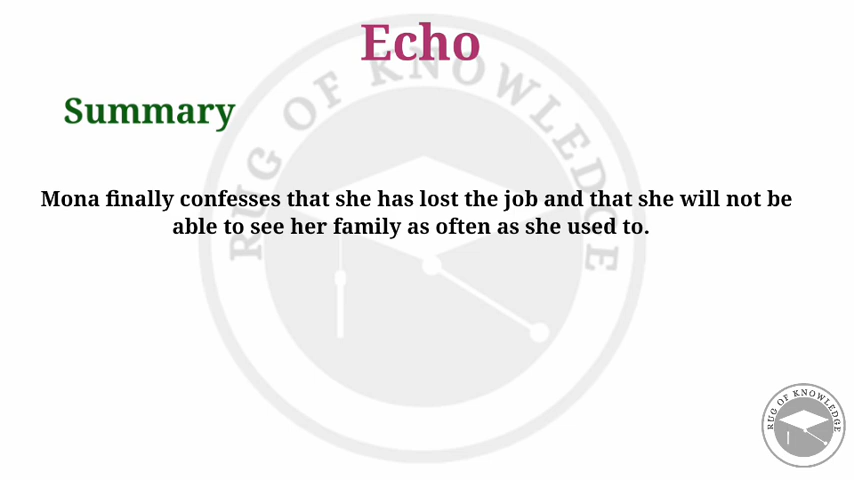 Echo
Summary
Mona finally confesses that she has lost the job and that she will not be
able to see her family as often as she used to.
RUG OF KNOWLEDGE
RUG OF KNOWLEDGE